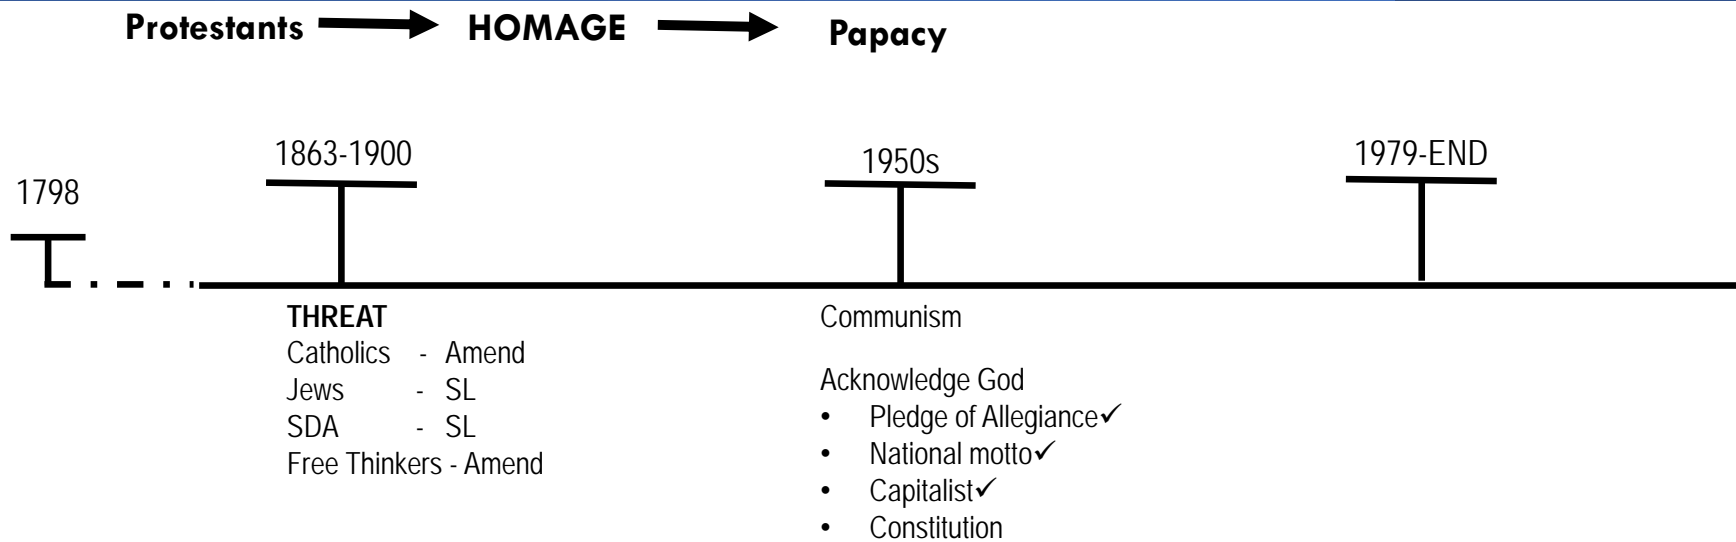 Protestants HOMAGE Papacy
1798
1863-1900
1950s
1979-END
THREAT
Catholics - Amend
Jews - SL
SDA - SL
Free Thinkers - Amend
Communism
Acknowledge God
• Pledge of Allegiance✓
• National motto✓
• Capitalist✓
• Constitution